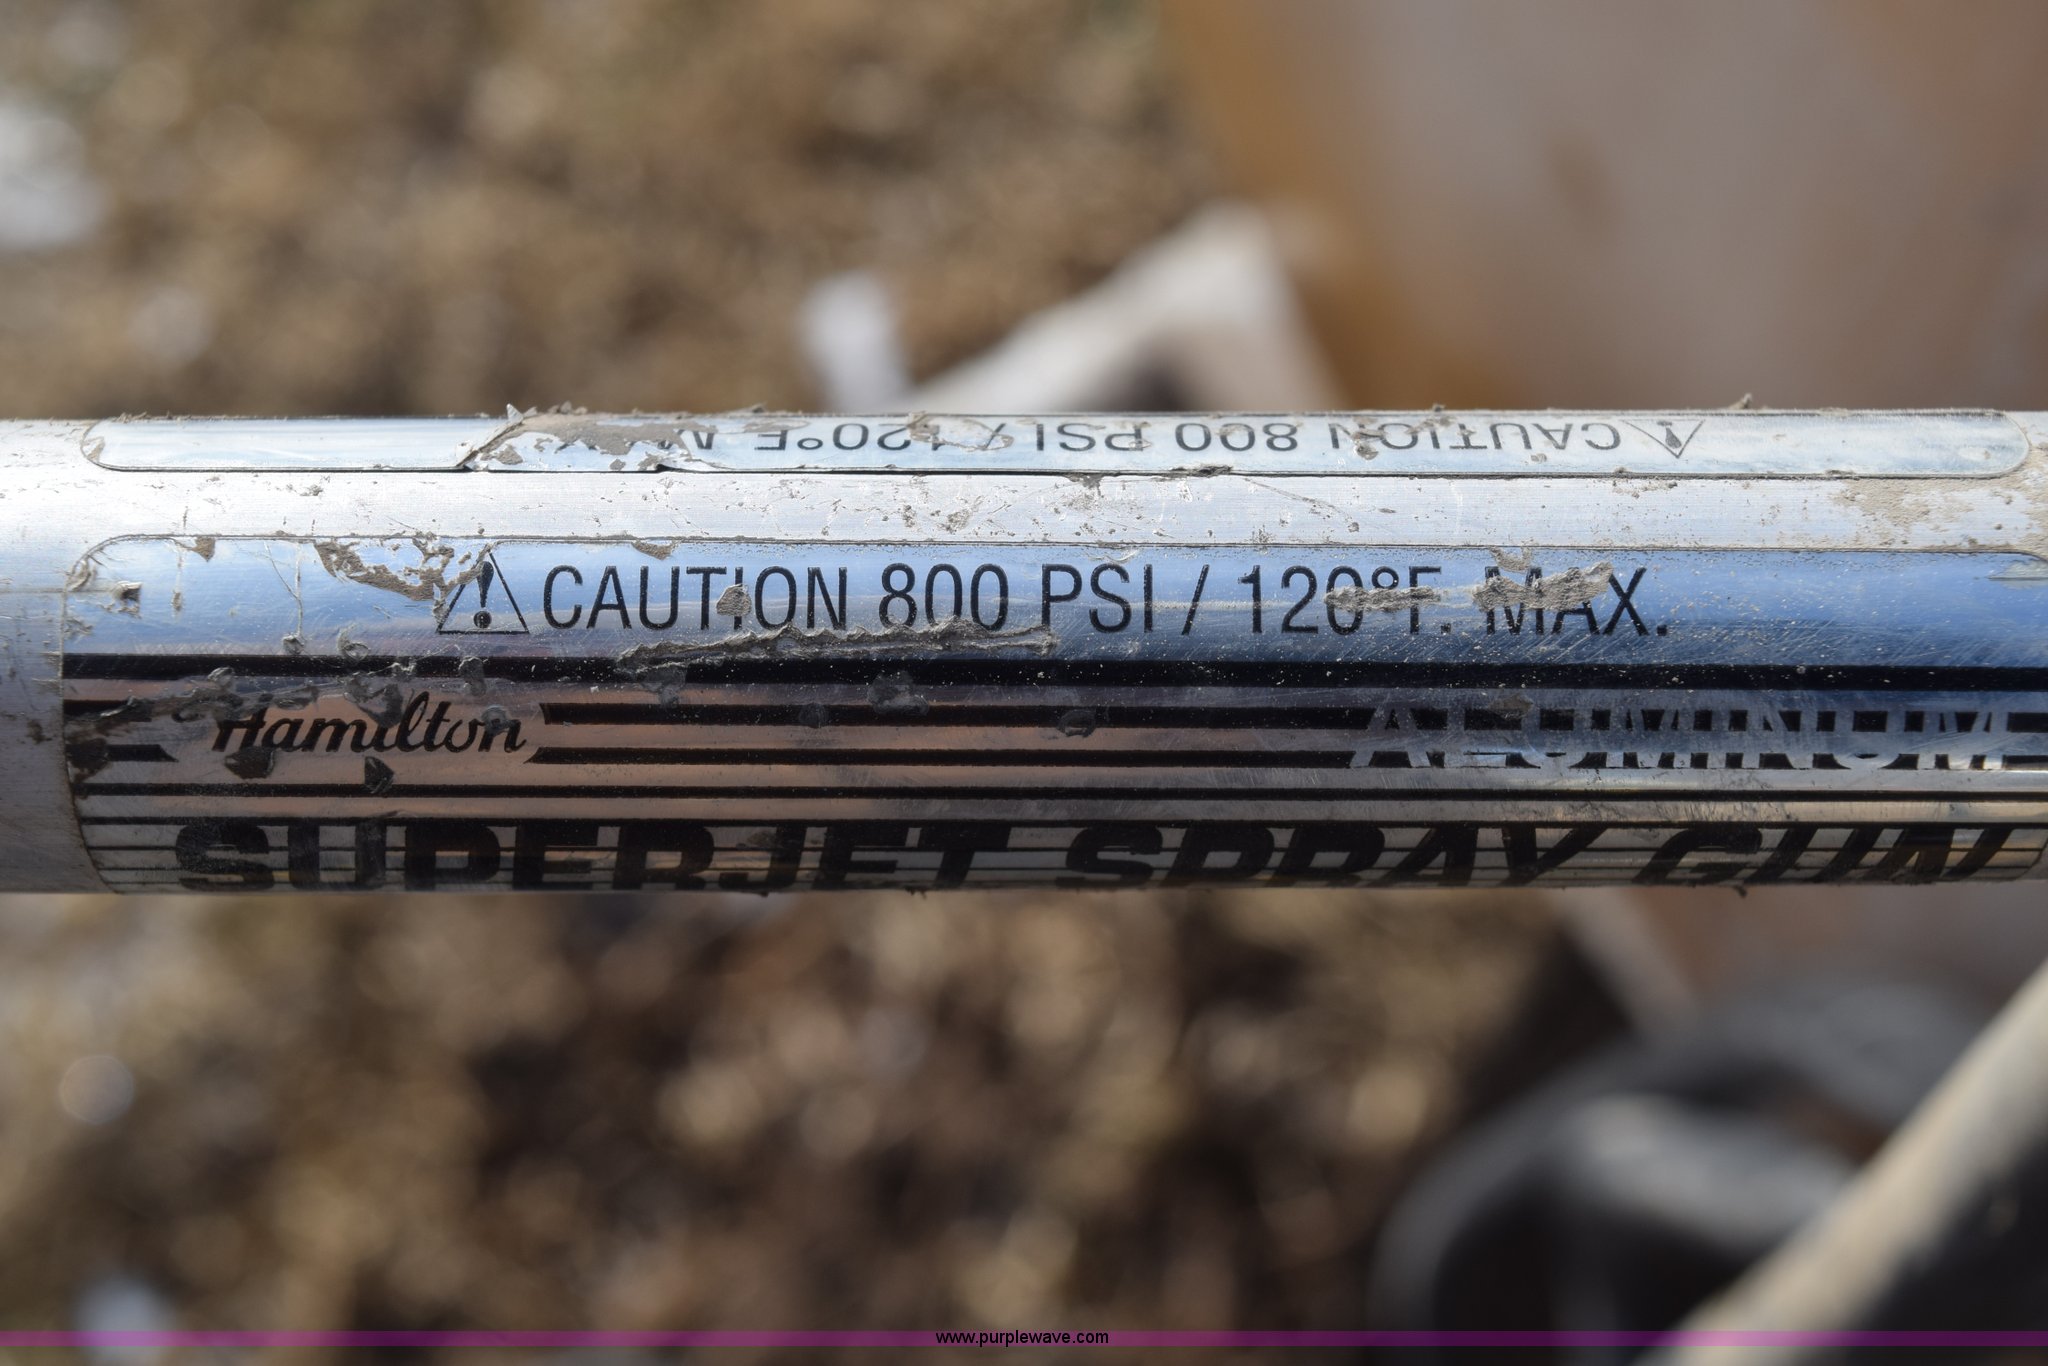 CAUTION 800 PSI / 120°F. MAX
CAUTION 800 PSI / 120°F. MAX.
Hamilton
ALUMINUM
SUPERJET SPRAY GUN
www.purplewave.com